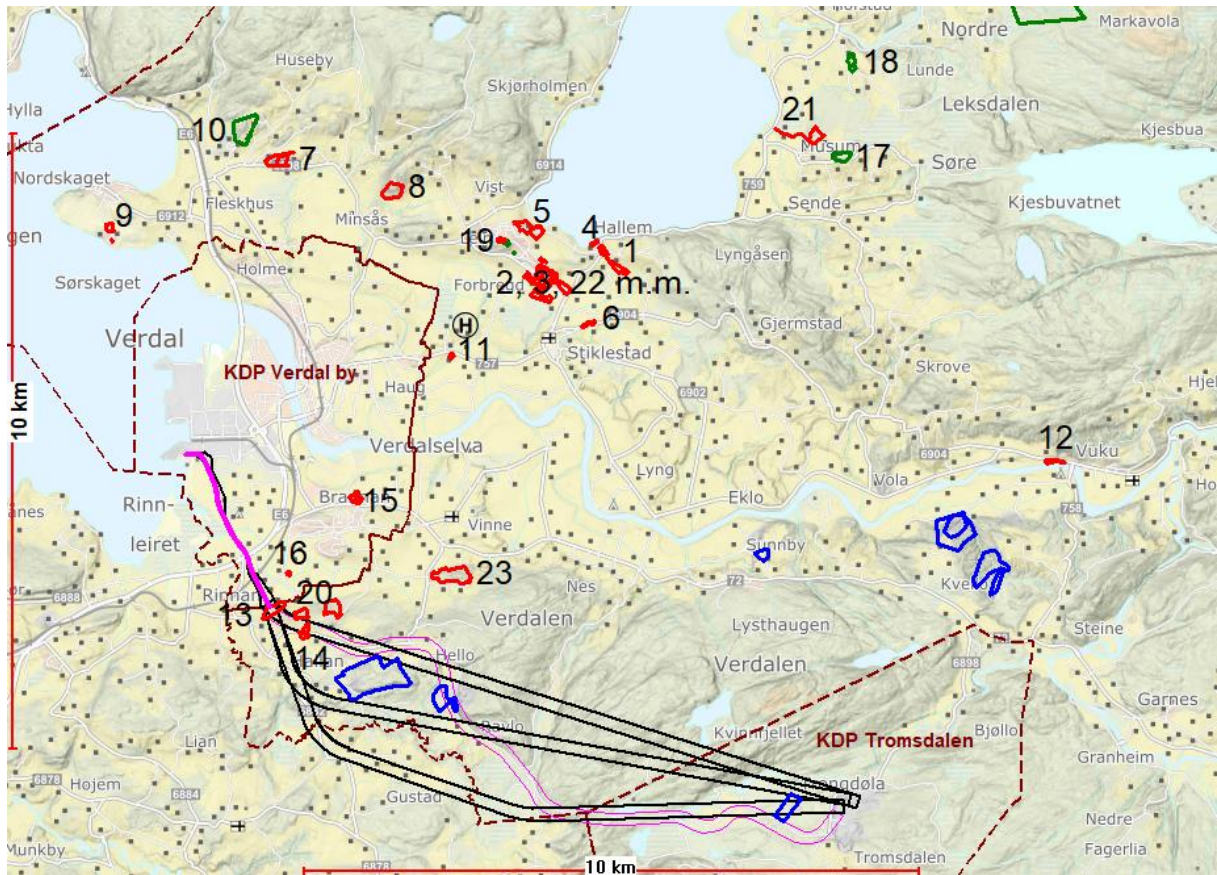 Markavola
Nordre
Huseby
Skjørholmen
18
Lunde
Leksdalen
Hylla
21
10
E6
Musum
Kjesbua
7
17
Søre
6914
Nordskaget
8
Vist
759
Fleskhus
Minsås
5
Sende
Kjesbuvatnet
9
6912
4
Hallem
19
1
Lyngåsen
Holme
Sørskaget
Forbregd
2, 3, 22 m.m.
H
6
6904
Gjermstad
Verdal
11
Stiklestad
KDP Verdal by
757
Skrove
Haug
6902
10 km
Verdalselva
12
Vuku
6904
Lyng
Vola
Eklo
15
Rinn-
leiret
Vinne
758
Sunnby
16
23
72
Nes
Rinnan
20
6888
13
Verdalen
Lysthaugen
Steine
14
Hello
Verdalen
6898
Garnes
Kvinnfjellet
Bjøllo
KDP Tromsdalen
Lian
Granheim
6878
Hojem
6884
Gustad
Nedre
Munkby
Tromsdalen
Fagerlia
6878
10 km